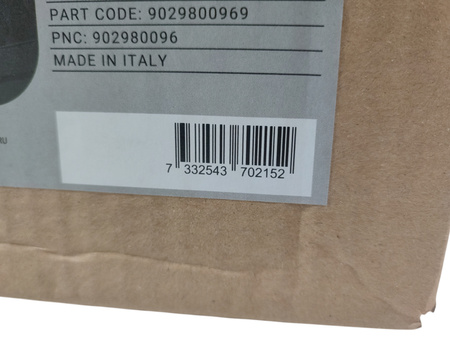 PART CODE: 9029800969
PNC: 902980096
MADE IN ITALY
7 332543 702152